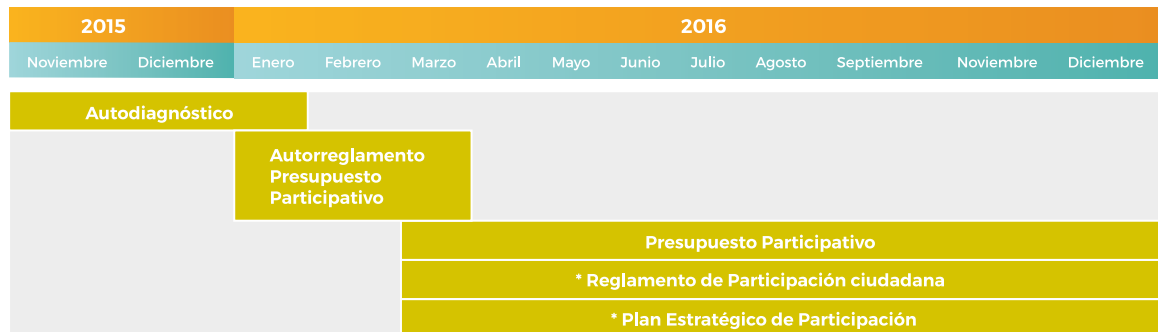 2015 2016
Noviembre Diciembre Enero Febrero Marzo Abril Mayo Junio Julio Agosto Septiembre Noviembre Diciembre
Autodiagnóstico
Autorreglamento
Presupuesto
Participativo
Presupuesto Participativo
* Reglamento de Participación ciudadana
* Plan Estratégico de Participación